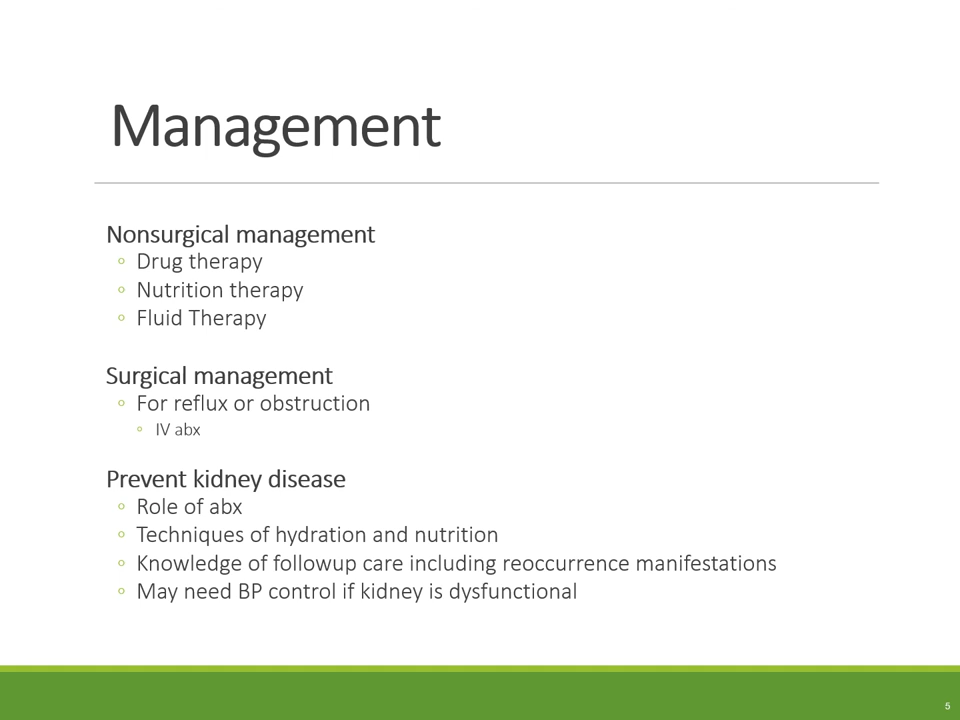 Management
Nonsurgical management
◦ Drug therapy
◦ Nutrition therapy
◦ Fluid Therapy
Surgical management
◦ For reflux or obstruction
◦ IV abx
Prevent kidney disease
◦ Role of abx
◦ Techniques of hydration and nutrition
◦ Knowledge of followup care including reoccurrence manifestations
◦ May need BP control if kidney is dysfunctional
5